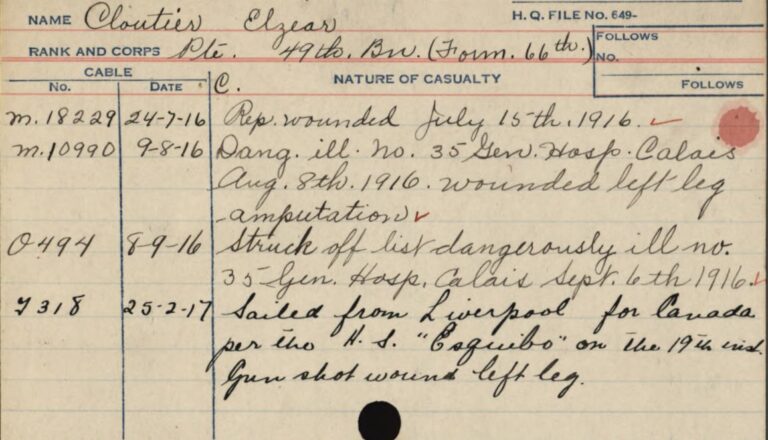 NAME Cloutier Elzear
H.Q. FILE No. 649-
RANK AND CORPS Pte. 49th. Bn. (Form. 66th.)
FOLLOWS
No.
CABLE
No. DATE C. NATURE OF CASUALTY
FOLLOWS
M.18229 24-7-16 Rep. wounded July 15th. 1916.
M.10990 9-8-16 Dang. ill. No. 35 Gen. Hosp. Calais
Aug. 8th. 1916. wounded left leg
amputation
O494 8-9-16 Struck off list dangerously ill no.
35 Gen. Hosp. Calais Sept. 6th 1916.
318 25-2-17 Sailed from Liverpool for Canada
per the H. S. "Esquibo" on the 19th inst.
Gun shot wound left leg.